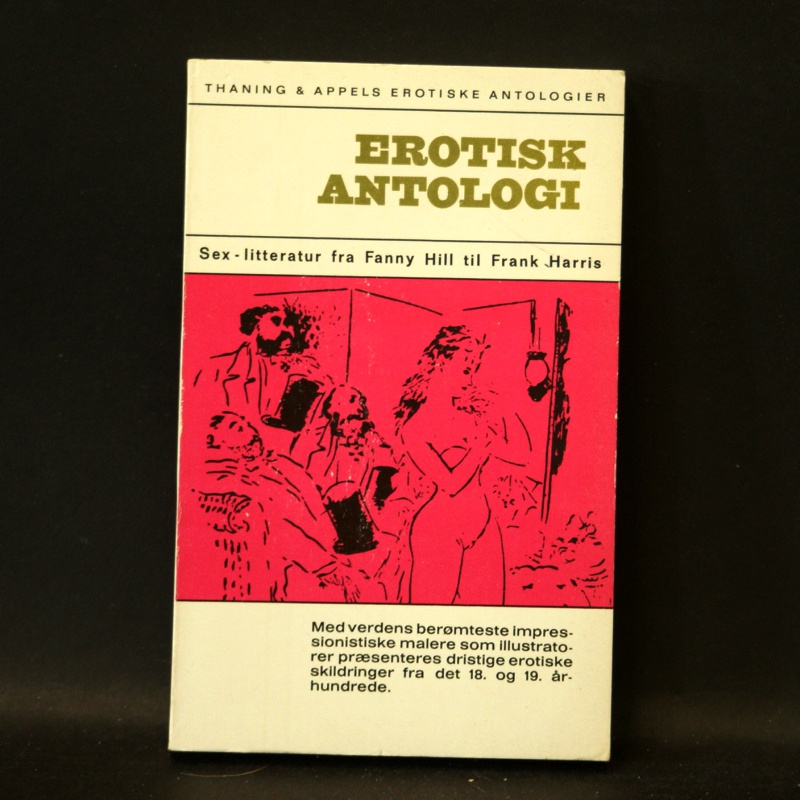 THANING & APPELS EROTISKE ANTOLOGIER
EROTISK
ANTOLOGI
Sex-litteratur fra Fanny Hill til Frank Harris
Med verdens berømteste impres-
sionistiske malere som illustrato-
rer præsenteres dristige erotiske
skildringer fra det 18. og 19. år-
hundrede.